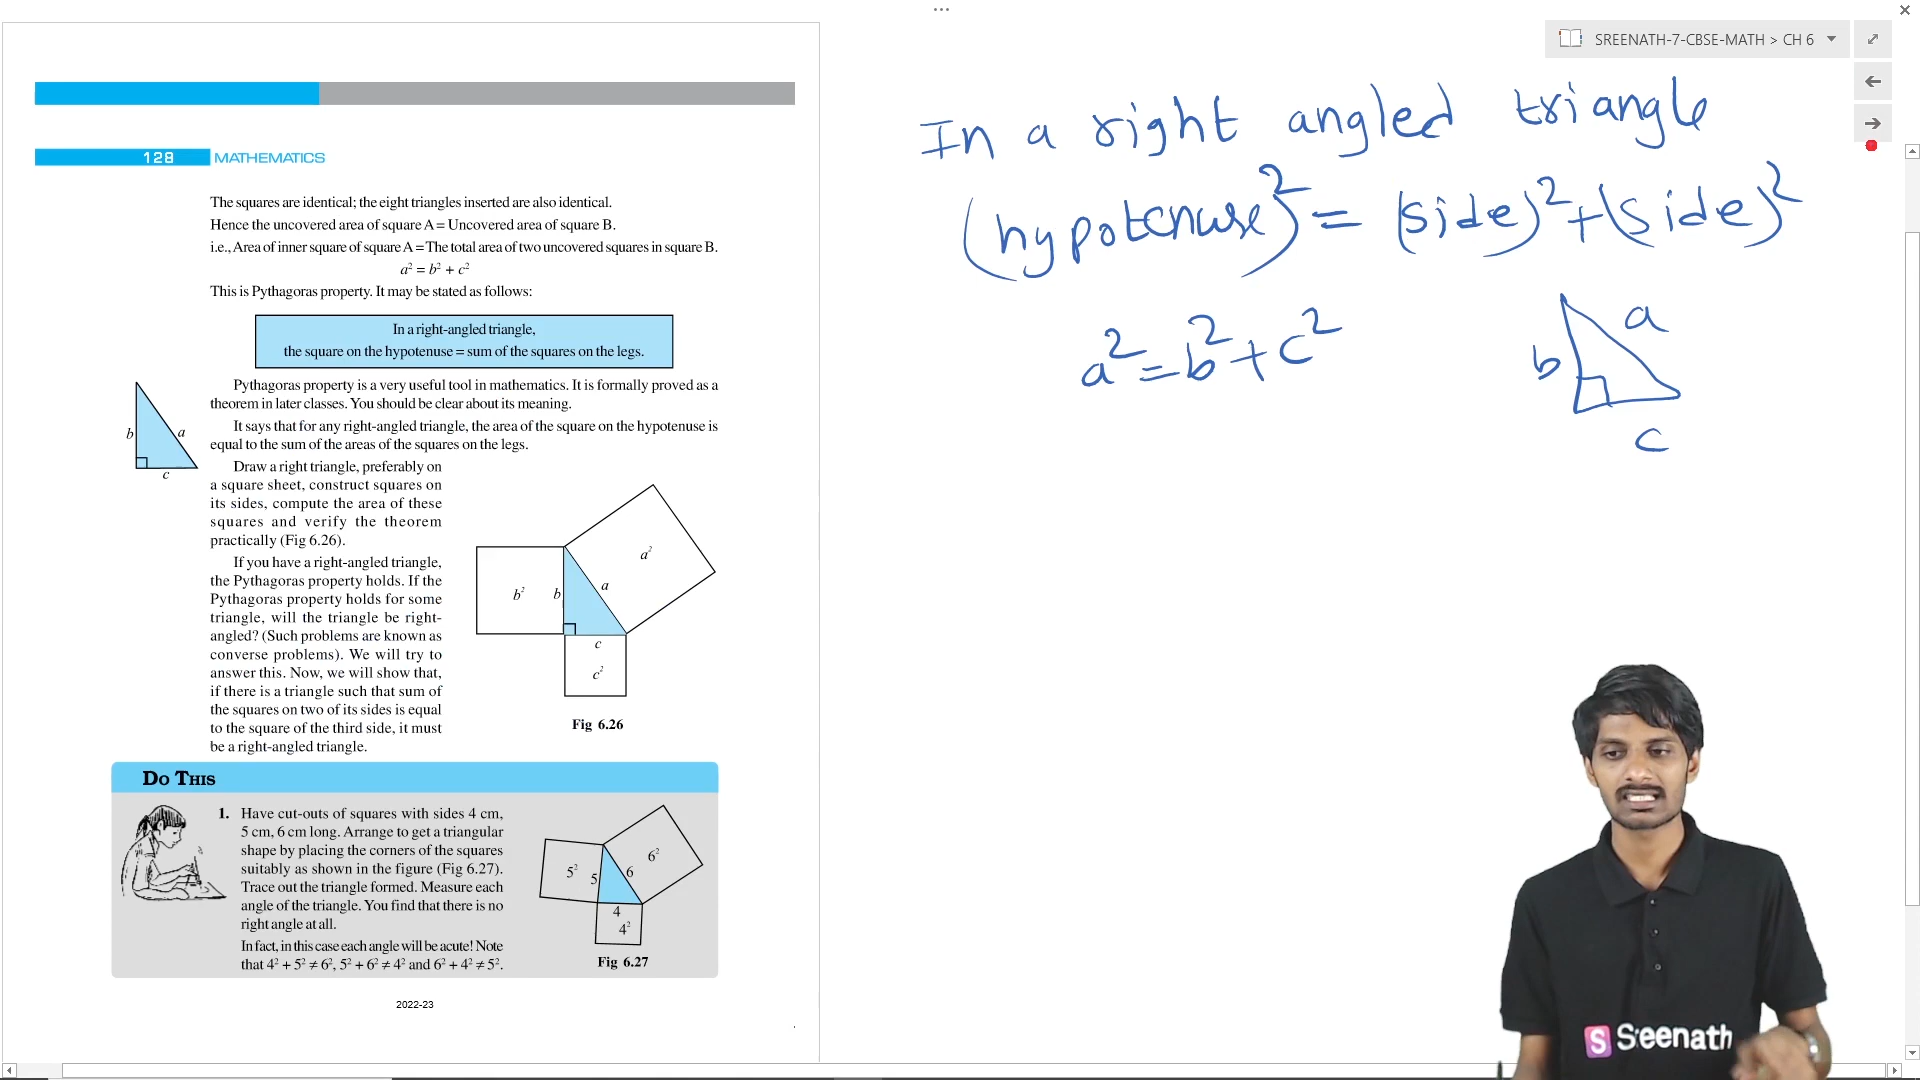 SREENATH-7-CBSE-MATH > CH 6
128 MATHEMATICS
The squares are identical; the eight triangles inserted are also identical.
Hence the uncovered area of square A = Uncovered area of square B.
i.e., Area of inner square of square A = The total area of two uncovered squares in square B.
a² = b² + c²
This is Pythagoras property. It may be stated as follows:
In a right-angled triangle,
the square on the hypotenuse = sum of the squares on the legs.
Pythagoras property is a very useful tool in mathematics. It is formally proved as a
theorem in later classes. You should be clear about its meaning.
It says that for any right-angled triangle, the area of the square on the hypotenuse is
equal to the sum of the areas of the squares on the legs.
b
a
c
Draw a right triangle, preferably on
a square sheet, construct squares on
its sides, compute the area of these
squares and verify the theorem
practically (Fig 6.26).
If you have a right-angled triangle,
the Pythagoras property holds. If the
Pythagoras property holds for some
triangle, will the triangle be right-
angled? (Such problems are known as
converse problems). We will try to
answer this. Now, we will show that,
if there is a triangle such that sum of
the squares on two of its sides is equal
to the square of the third side, it must
be a right-angled triangle.
a²
b² b a
c
c²
Fig 6.26
DO THIS
1. Have cut-outs of squares with sides 4 cm,
5 cm, 6 cm long. Arrange to get a triangular
shape by placing the corners of the squares
suitably as shown in the figure (Fig 6.27).
Trace out the triangle formed. Measure each
angle of the triangle. You find that there is no
right angle at all.
In fact, in this case each angle will be acute! Note
that 4² + 5² ≠ 6², 5² + 6² ≠ 4² and 6² + 4² ≠ 5².
6²
5² 5 6
4
4²
Fig 6.27
2022-23
In a right angled triangle
(hypotenuse)² = (side)² + (side)²
a² = b² + c²
a
b
c
S Sreenath